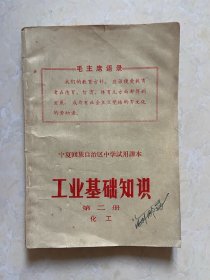 毛主席语录
我们的教育方针，应该使受教育
者在德育、智育、体育几方面都得到
发展，成为有社会主义觉悟的有文化
的劳动者。
宁夏回族自治区中学试用课本
工业基础知识
第二册
化工